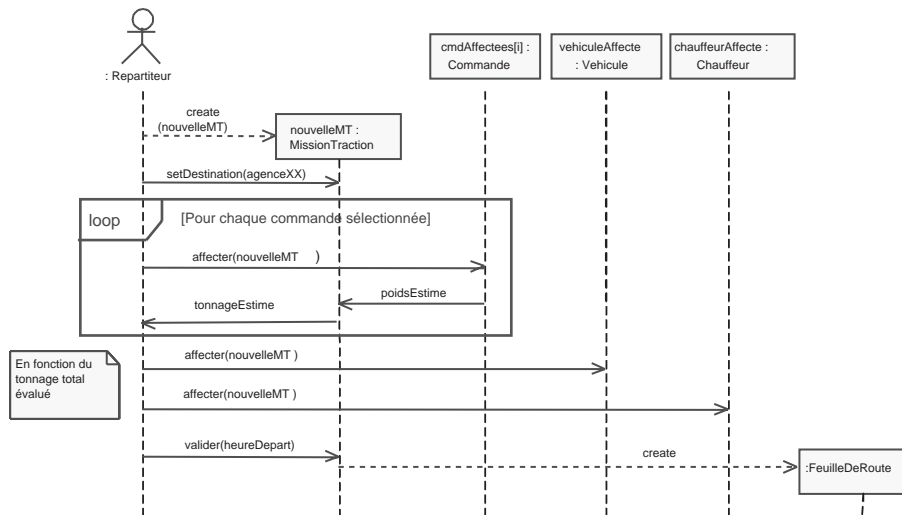 : Repartiteur
cmdAffectees[i] :
Commande
vehiculeAffecte
: Vehicule
chauffeurAffecte :
Chauffeur
create
(nouvelleMT)
nouvelleMT :
MissionTraction
setDestination(agenceXX)
loop
[Pour chaque commande sélectionnée]
affecter(nouvelleMT )
poidsEstime
tonnageEstime
En fonction du
tonnage total
évalué
affecter(nouvelleMT )
affecter(nouvelleMT )
valider(heureDepart)
create
:FeuilleDeRoute